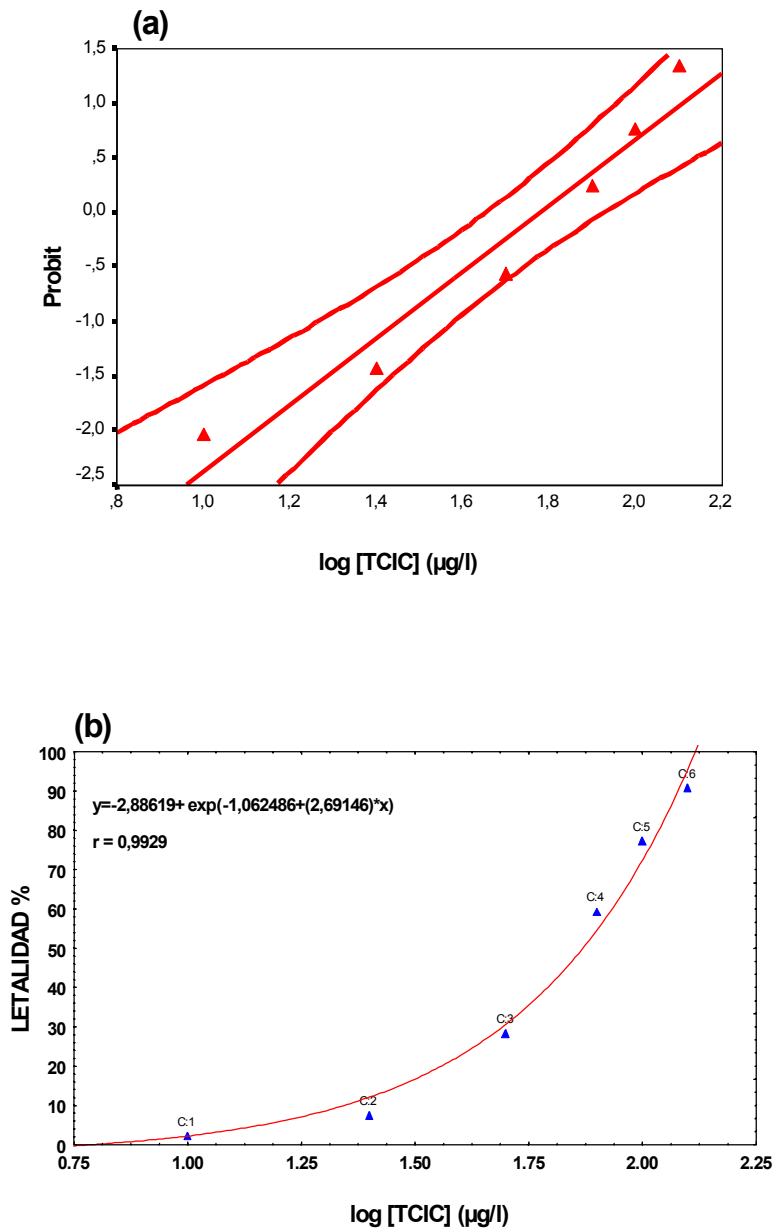 (a)
1,5
1,0
,5
0,0
-,5
-1,0
-1,5
-2,0
-2,5
Probit
,8 1,0 1,2 1,4 1,6 1,8 2,0 2,2
log [TCIC] (µg/l)
(b)
100
90
80
70
60
50
40
30
20
10
0
LETALIDAD %
y=-2,88619+ exp(-1,062486+(2,69146)*x)
r = 0,9929
C:6
C:5
C:4
C:3
C:2
C:1
0.75 1.00 1.25 1.50 1.75 2.00 2.25
log [TCIC] (µg/l)